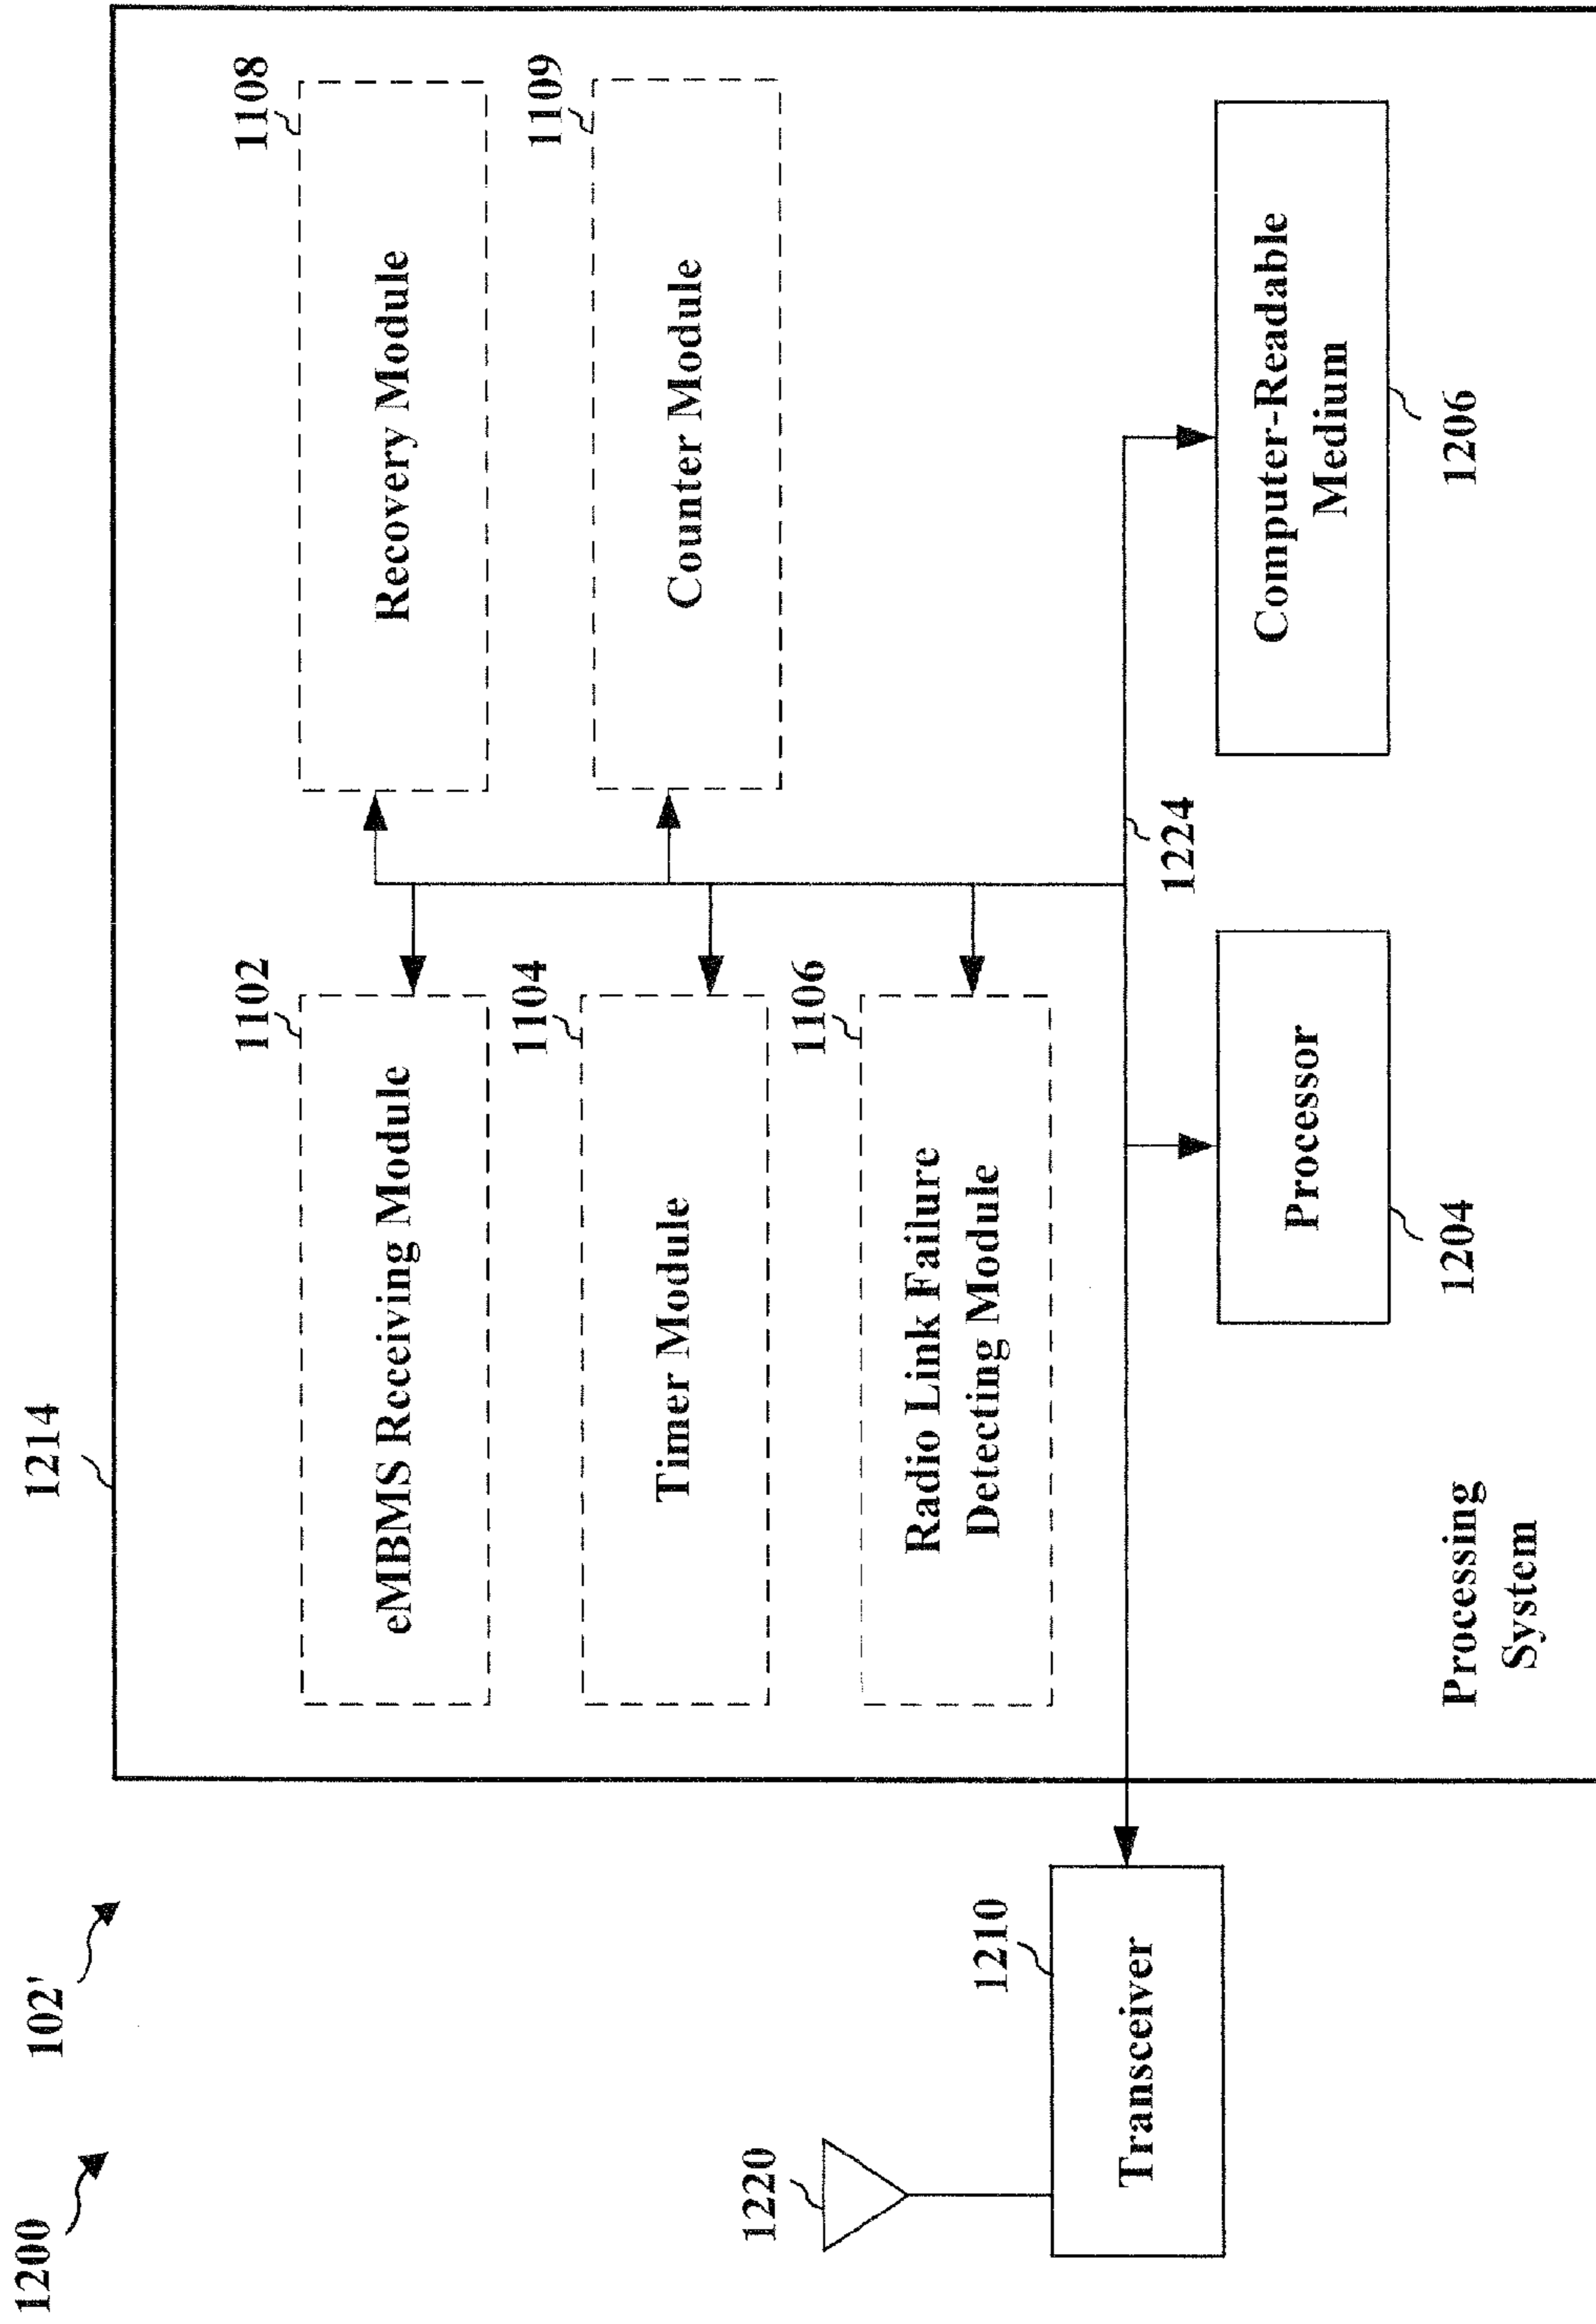 1200
102'
1214
1102
eMBMS Receiving Module
1108
Recovery Module
1104
Timer Module
1109
Counter Module
1106
Radio Link Failure
Detecting Module
1220
1210
Transceiver
1224
Processor
1204
Computer-Readable
Medium
1206
Processing
System